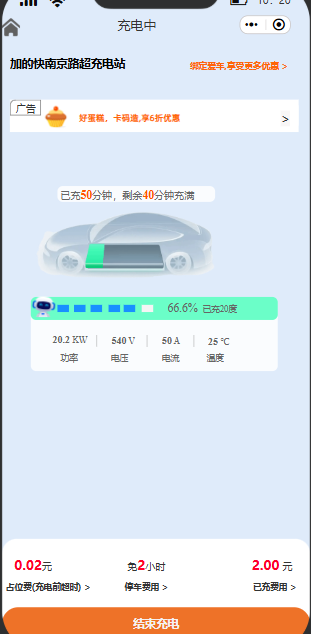 充电中
加的快南京路超充电站
绑定爱车,享受更多优惠 >
广告
好蛋糕,卡码造,享6折优惠 >
已充50分钟,剩余40分钟充满
66.6% 已充20度
20.2 KW 540 V 50 A 25 ℃
功率 电压 电流 温度
0.02元 免2小时 2.00 元
占位费(充电前超时) > 停车费用 > 已充费用 >
结束充电